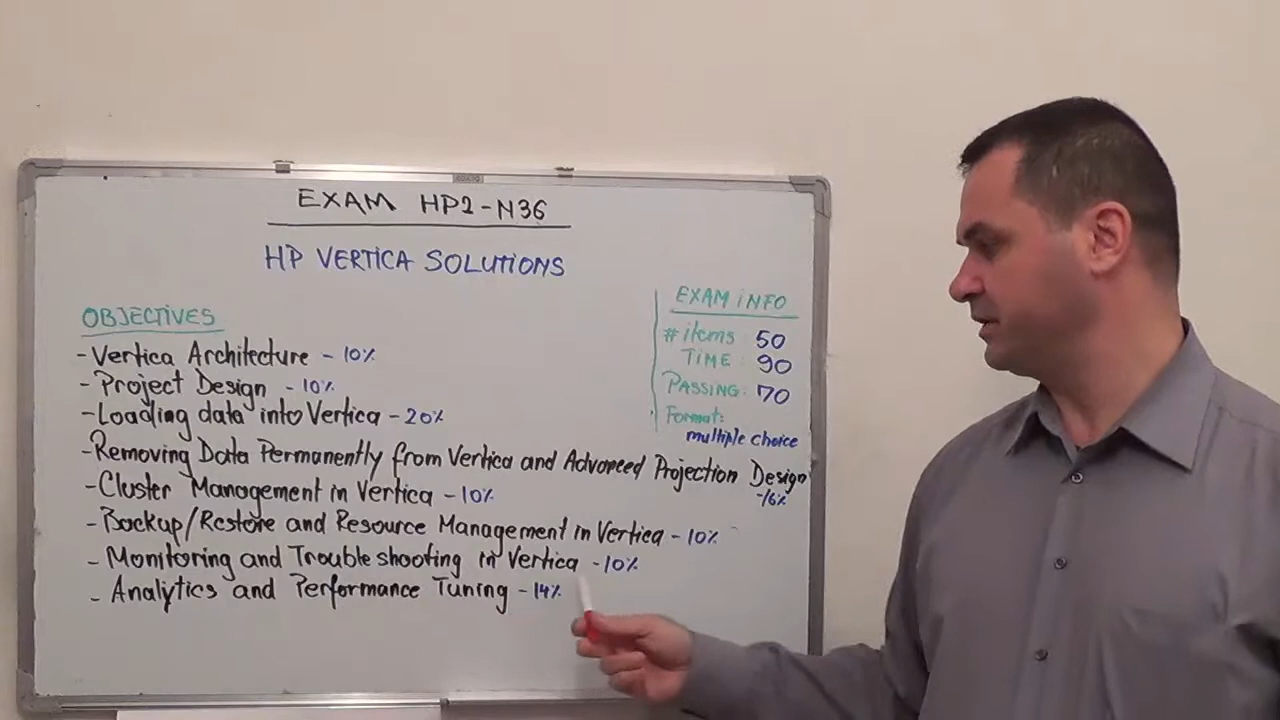 EXAM HP2-N36
HP VERTICA SOLUTIONS
OBJECTIVES
- Vertica Architecture - 10%
- Project Design - 10%
- Loading data into Vertica - 20%
- Removing Data Permanently from Vertica and Advanced Projection Design
- 16%
- Cluster Management in Vertica - 10%
- Backup/Restore and Resource Management in Vertica - 10%
- Monitoring and Troubleshooting in Vertica - 10%
- Analytics and Performance Tuning - 14%
EXAM INFO
# items 50
TIME: 90
PASSING: 70
Format:
multiple choice